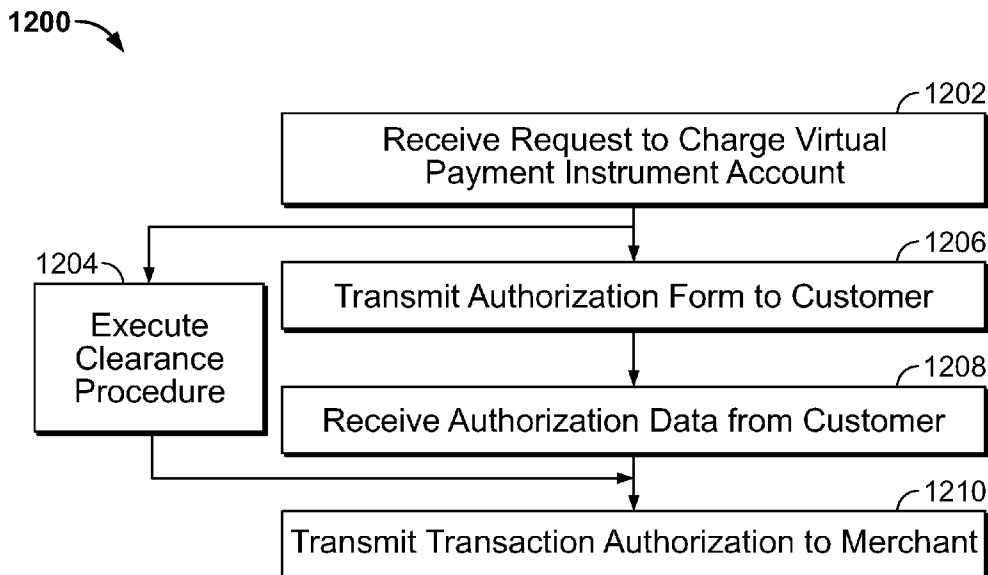 1200
1202
Receive Request to Charge Virtual
Payment Instrument Account
1204
Execute
Clearance
Procedure
1206
Transmit Authorization Form to Customer
1208
Receive Authorization Data from Customer
1210
Transmit Transaction Authorization to Merchant